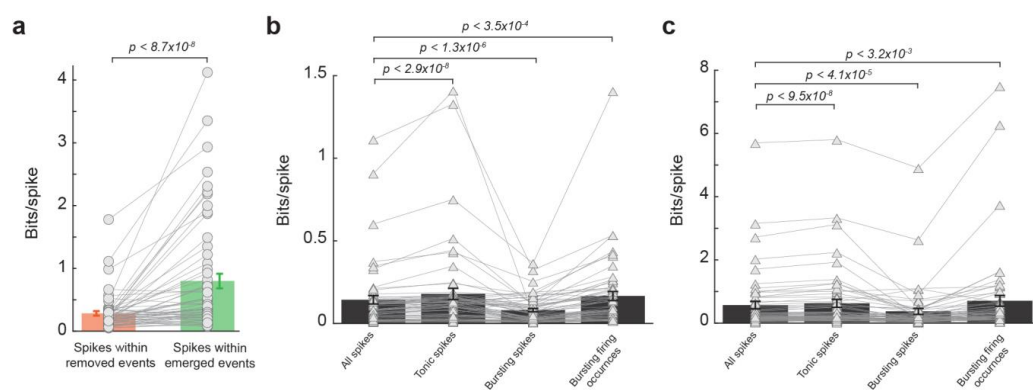 a
p < 8.7x10-8
Bits/spike
4
3
2
1
0
Spikes within
removed events
Spikes within
emerged events
b
p < 3.5x10-4
p < 1.3x10-6
p < 2.9x10-8
Bits/spike
1.5
1
0.5
0
All spikes
Tonic spikes
Bursting spikes
Bursting firing
occurnces
c
p < 3.2x10-3
p < 4.1x10-5
p < 9.5x10-8
Bits/spike
8
6
4
2
0
All spikes
Tonic spikes
Bursting spikes
Bursting firing
occurnces